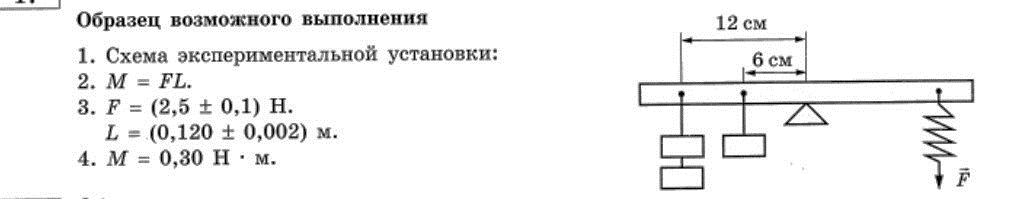 Образец возможного выполнения
1. Схема экспериментальной установки:
2. M = FL.
3. F = (2,5 ± 0,1) Н.
L = (0,120 ± 0,002) м.
4. M = 0,30 Н · м.
12 см
6 см
F⃗